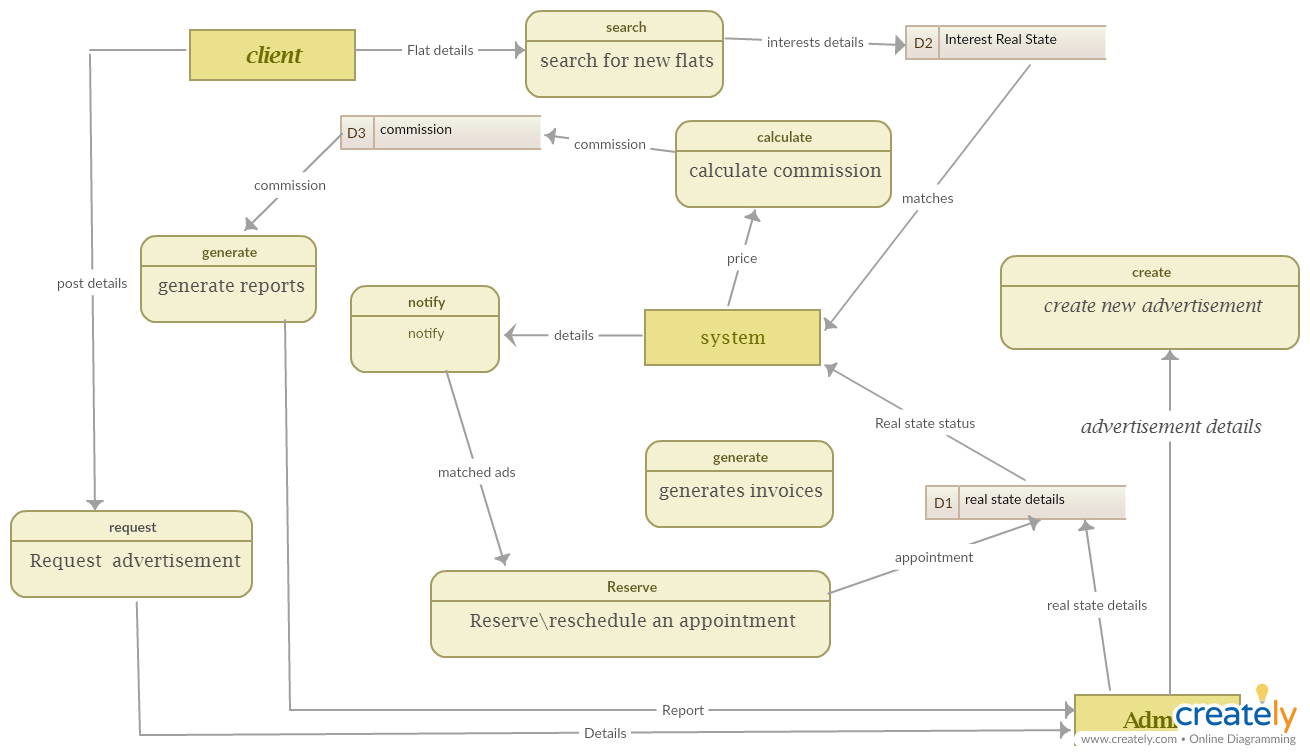 client
Flat details
search
search for new flats
interests details
D2
Interest Real State
D3
commission
commission
calculate
calculate commission
commission
matches
post details
generate
generate reports
price
create
create new advertisement
notify
notify
details
system
Real state status
advertisement details
generate
generates invoices
matched ads
D1
real state details
request
Request advertisement
appointment
Reserve
Reserve\reschedule an appointment
real state details
Report
Details
creately
www.creately.com • Online Diagramming